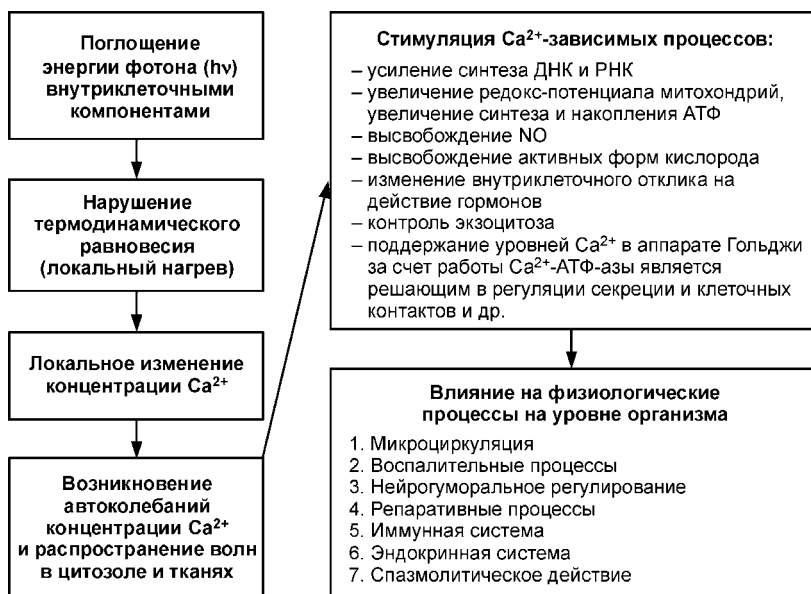 Поглощение
энергии фотона (hν)
внутриклеточными
компонентами
Нарушение
термодинамического
равновесия
(локальный нагрев)
Локальное изменение
концентрации Ca²⁺
Возникновение
автоколебаний
концентрации Ca²⁺
и распространение волн
в цитозоле и тканях
Стимуляция Ca²⁺-зависимых процессов:
– усиление синтеза ДНК и РНК
– увеличение редокс-потенциала митохондрий,
увеличение синтеза и накопления АТФ
– высвобождение NO
– высвобождение активных форм кислорода
– изменение внутриклеточного отклика на
действие гормонов
– контроль экзоцитоза
– поддержание уровней Ca²⁺ в аппарате Гольджи
за счет работы Ca²⁺-АТФ-азы является
решающим в регуляции секреции и клеточных
контактов и др.
Влияние на физиологические
процессы на уровне организма
1. Микроциркуляция
2. Воспалительные процессы
3. Нейрогуморальное регулирование
4. Репаративные процессы
5. Иммунная система
6. Эндокринная система
7. Спазмолитическое действие